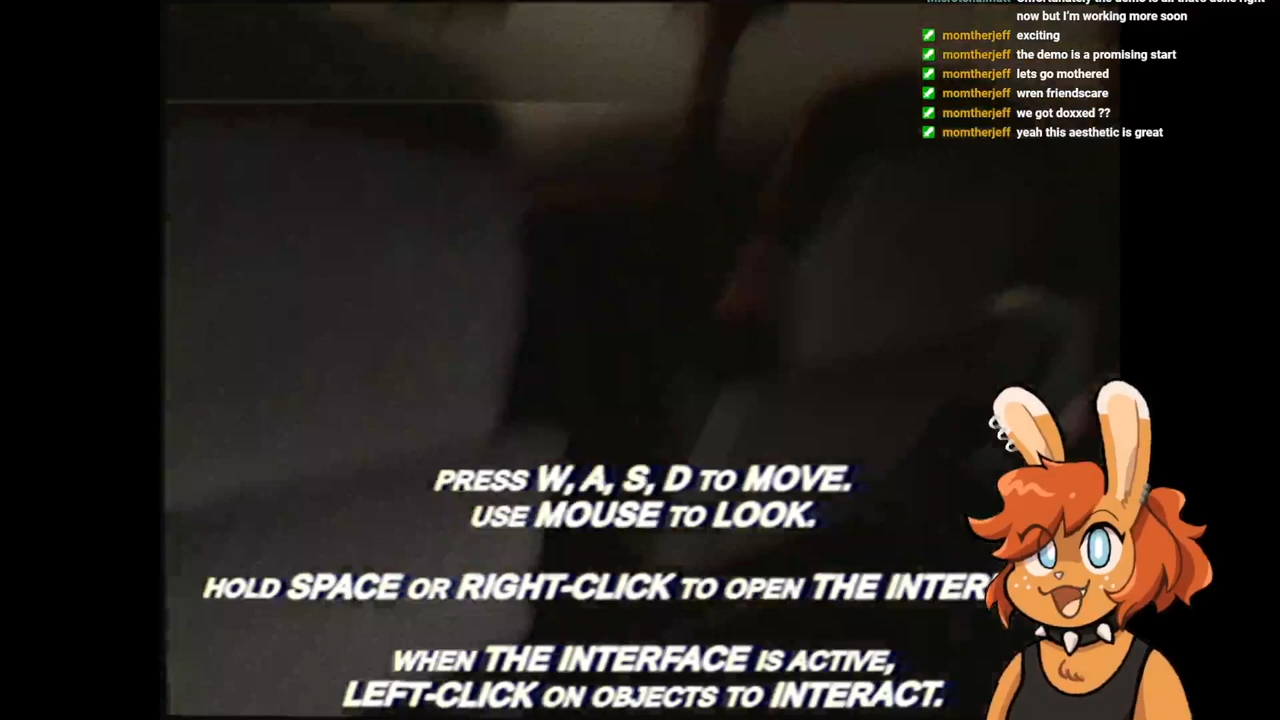 now but I'm working more soon
momtherjeff exciting
momtherjeff the demo is a promising start
momtherjeff lets go mothered
momtherjeff wren friendscare
momtherjeff we got doxxed ??
momtherjeff yeah this aesthetic is great
PRESS W, A, S, D TO MOVE.
USE MOUSE TO LOOK.
HOLD SPACE OR RIGHT-CLICK TO OPEN THE INTER
WHEN THE INTERFACE IS ACTIVE,
LEFT-CLICK ON OBJECTS TO INTERACT.